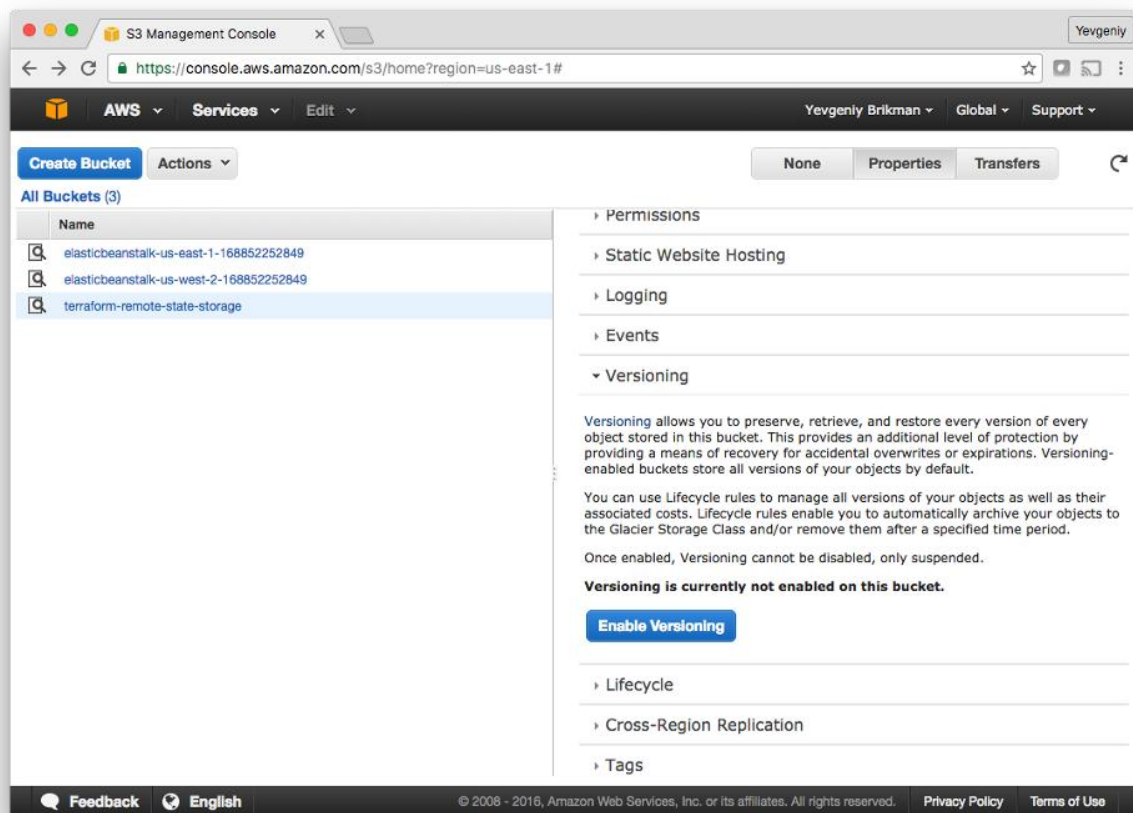 S3 Management Console
Yevgeniy
https://console.aws.amazon.com/s3/home?region=us-east-1#
AWS Services Edit Yevgeniy Brikman Global Support
Create Bucket Actions None Properties Transfers
All Buckets (3)
Name
elasticbeanstalk-us-east-1-168852252849
elasticbeanstalk-us-west-2-168852252849
terraform-remote-state-storage
Permissions
Static Website Hosting
Logging
Events
Versioning
Versioning allows you to preserve, retrieve, and restore every version of every
object stored in this bucket. This provides an additional level of protection by
providing a means of recovery for accidental overwrites or expirations. Versioning-
enabled buckets store all versions of your objects by default.
You can use Lifecycle rules to manage all versions of your objects as well as their
associated costs. Lifecycle rules enable you to automatically archive your objects to
the Glacier Storage Class and/or remove them after a specified time period.
Once enabled, Versioning cannot be disabled, only suspended.
Versioning is currently not enabled on this bucket.
Enable Versioning
Lifecycle
Cross-Region Replication
Tags
Feedback English © 2008 - 2016, Amazon Web Services, Inc. or its affiliates. All rights reserved. Privacy Policy Terms of Use